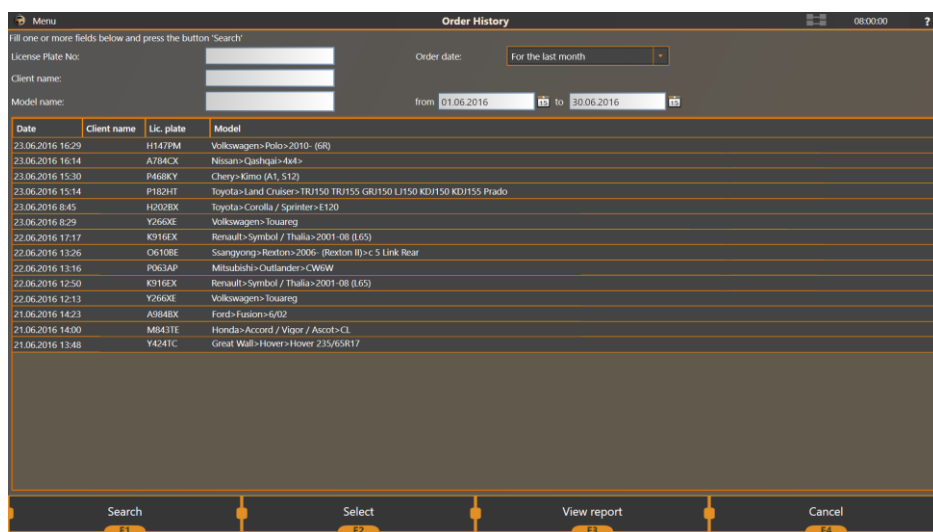 Menu Order History 08:00:00 ?
Fill one or more fields below and press the button 'Search'
License Plate No: Order date: For the last month
Client name:
Model name: from 01.06.2016 15 to 30.06.2016 15
Date Client name Lic. plate Model
23.06.2016 16:29 H147PM Volkswagen>Polo>2010- (6R)
23.06.2016 16:14 A784CX Nissan>Qashqai>4x4>
23.06.2016 15:30 P468KY Chery>Kimo (A1, S12)
23.06.2016 15:14 P182HT Toyota>Land Cruiser>TRJ150 TRJ155 GRJ150 LJ150 KDJ150 KDJ155 Prado
23.06.2016 8:45 H202BX Toyota>Corolla / Sprinter>E120
23.06.2016 8:29 Y266XE Volkswagen>Touareg
22.06.2016 17:17 K916EX Renault>Symbol / Thalia>2001-08 (L65)
22.06.2016 13:26 O610BE Ssangyong>Rexton>2006- (Rexton II)>c 5 Link Rear
22.06.2016 13:16 P063AP Mitsubishi>Outlander>CW6W
22.06.2016 12:50 K916EX Renault>Symbol / Thalia>2001-08 (L65)
22.06.2016 12:13 Y266XE Volkswagen>Touareg
21.06.2016 14:23 A984BX Ford>Fusion>6/02
21.06.2016 14:00 M843TE Honda>Accord / Vigor / Ascot>CL
21.06.2016 13:48 Y424TC Great Wall>Hover>Hover 235/65R17
Search Select View report Cancel
F1 F2 F3 F4